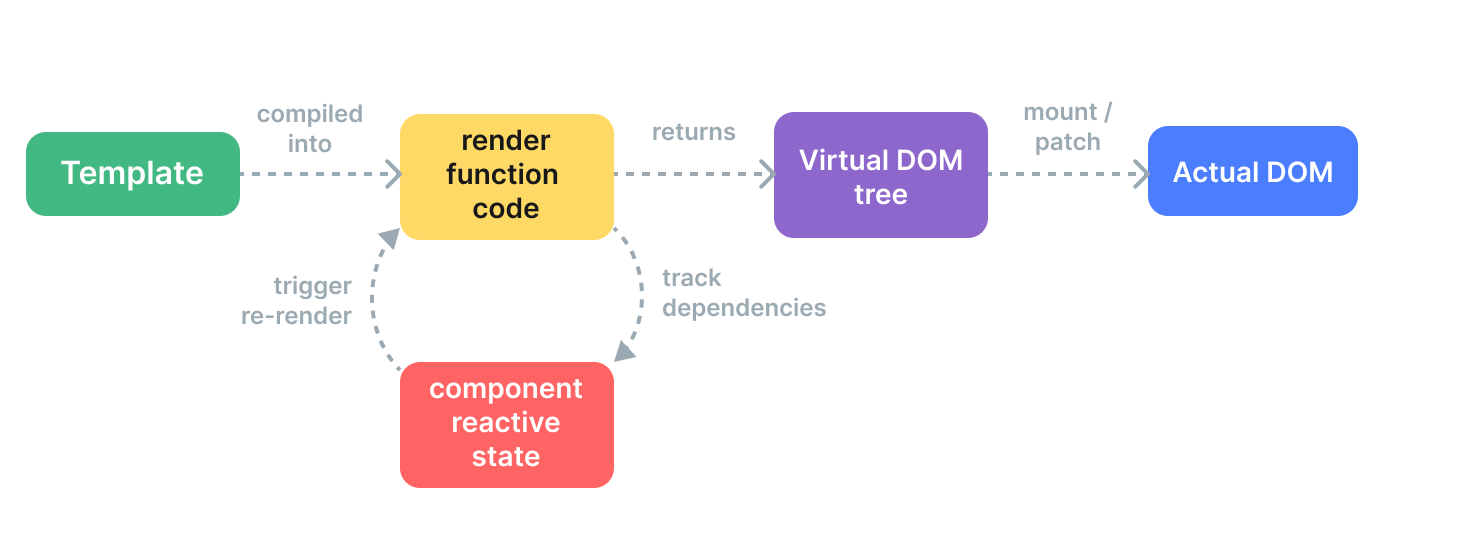 compiled
into
mount /
patch
returns
Template
render
function
code
Virtual DOM
tree
Actual DOM
trigger
re-render
track
dependencies
component
reactive
state